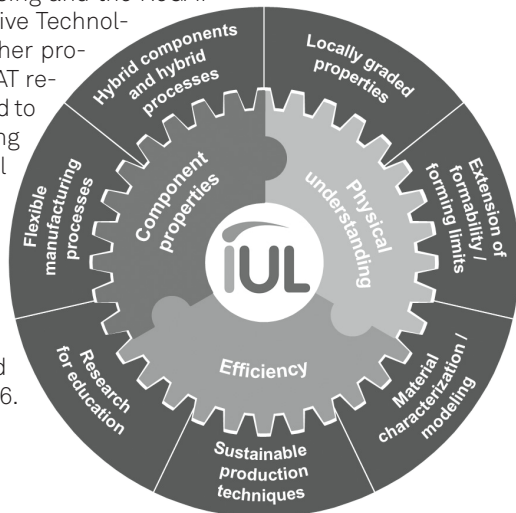 and the
ive Technol-
her pro-
AT re-
d to
ng
l
d
6.
Hybrid components
and hybrid
processes
Locally graded
properties
Extension of
formability /
forming limits
Material
characterization /
modeling
Sustainable
production
techniques
Research
for education
Flexible
manufacturing
processes
Component
properties
Physical
understanding
Efficiency
IUL